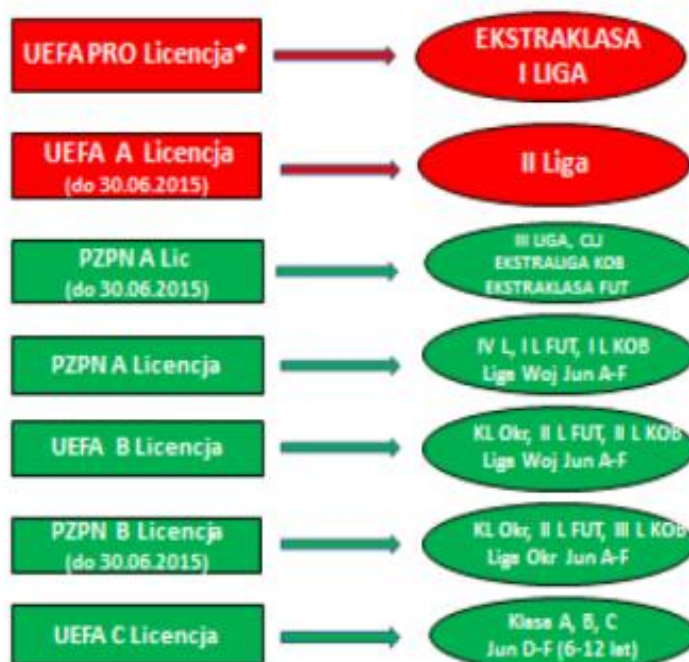 UEFA PRO Licencja*
EKSTRAKLASA
I LIGA
UEFA A Licencja
(do 30.06.2015)
II Liga
PZPN A Lic
(do 30.06.2015)
III LIGA, CLJ
EKSTRALIGA KOB
EKSTRAKLASA FUT
PZPN A Licencja
IV L, I L FUT, I L KOB
Liga Woj Jun A-F
UEFA B Licencja
KL Okr, II L FUT, II L KOB
Liga Woj Jun A-F
PZPN B Licencja
(do 30.06.2015)
KL Okr, II L FUT, III L KOB
Liga Okr Jun A-F
UEFA C Licencja
Klasa A, B, C
Jun D-F (6-12 lat)